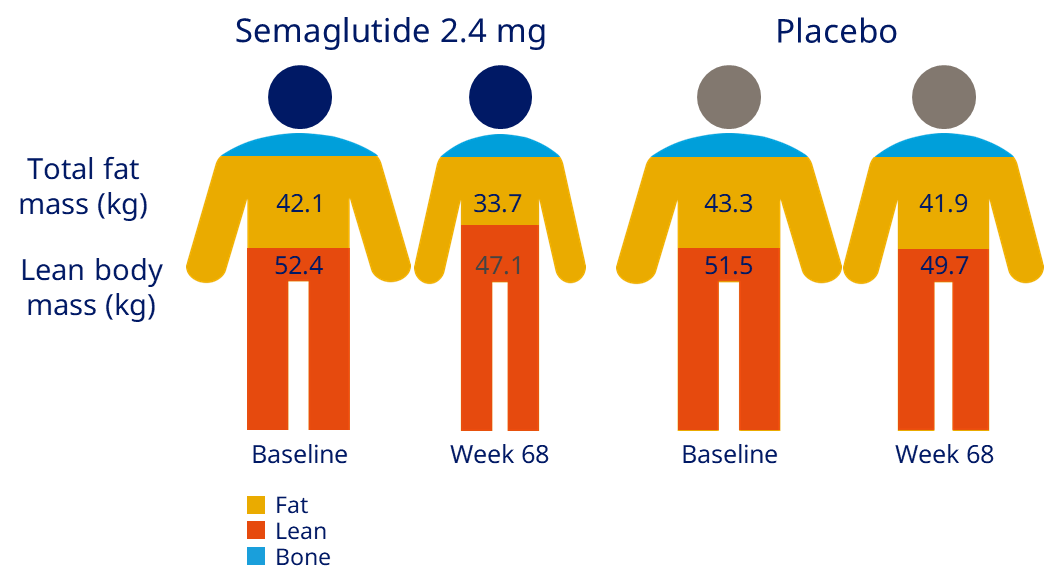 Semaglutide 2.4 mg
Placebo
Total fat
mass (kg)
42.1
33.7
43.3
41.9
Lean body
mass (kg)
52.4
47.1
51.5
49.7
Baseline
Week 68
Baseline
Week 68
Fat
Lean
Bone